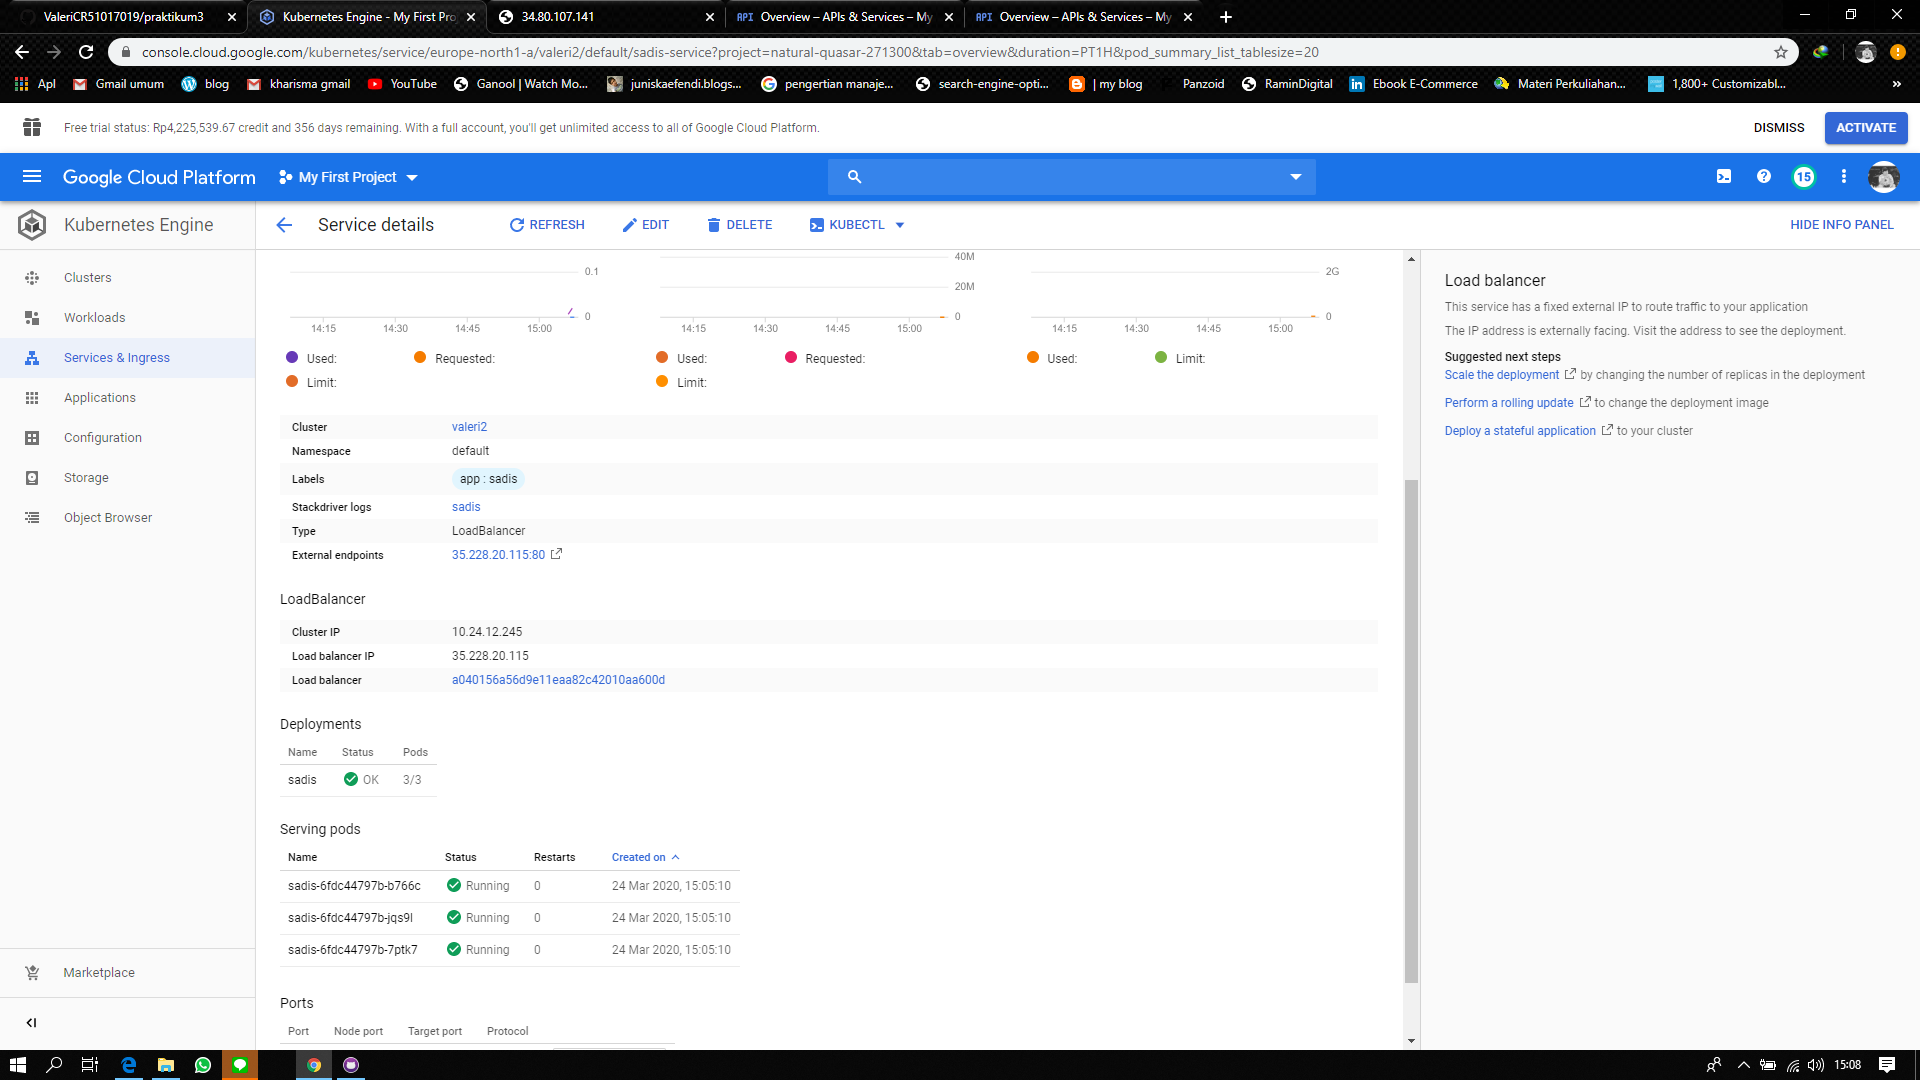 ValeriCR51017019/praktikum3
Kubernetes Engine - My First Pro
34.80.107.141
API Overview – APIs & Services – My
API Overview – APIs & Services – My
console.cloud.google.com/kubernetes/service/europe-north1-a/valeri2/default/sadis-service?project=natural-quasar-271300&tab=overview&duration=PT1H&pod_summary_list_tablesize=20
Apl Gmail umum blog kharisma gmail YouTube Ganool | Watch Mo... juniskaefendi.blogs... pengertian manaje... search-engine-opti... | my blog Panzoid RaminDigital Ebook E-Commerce Materi Perkuliahan... 1,800+ Customizabl... »
Free trial status: Rp4,225,539.67 credit and 356 days remaining. With a full account, you'll get unlimited access to all of Google Cloud Platform.
DISMISS ACTIVATE
Google Cloud Platform My First Project 15
Kubernetes Engine
Service details REFRESH EDIT DELETE KUBECTL HIDE INFO PANEL
Clusters
Workloads
Services & Ingress
Applications
Configuration
Storage
Object Browser
Marketplace
0.1
0
14:15 14:30 14:45 15:00
Used: Requested:
Limit:
40M
20M
0
14:15 14:30 14:45 15:00
Used: Requested:
Limit:
2G
0
14:15 14:30 14:45 15:00
Used: Limit:
Cluster valeri2
Namespace default
Labels app : sadis
Stackdriver logs sadis
Type LoadBalancer
External endpoints 35.228.20.115:80
LoadBalancer
Cluster IP 10.24.12.245
Load balancer IP 35.228.20.115
Load balancer a040156a56d9e11eaa82c42010aa600d
Deployments
Name Status Pods
sadis OK 3/3
Serving pods
Name Status Restarts Created on
sadis-6fdc44797b-b766c Running 0 24 Mar 2020, 15:05:10
sadis-6fdc44797b-jqs9l Running 0 24 Mar 2020, 15:05:10
sadis-6fdc44797b-7ptk7 Running 0 24 Mar 2020, 15:05:10
Ports
Port Node port Target port Protocol
Load balancer
This service has a fixed external IP to route traffic to your application
The IP address is externally facing. Visit the address to see the deployment.
Suggested next steps
Scale the deployment by changing the number of replicas in the deployment
Perform a rolling update to change the deployment image
Deploy a stateful application to your cluster
15:08